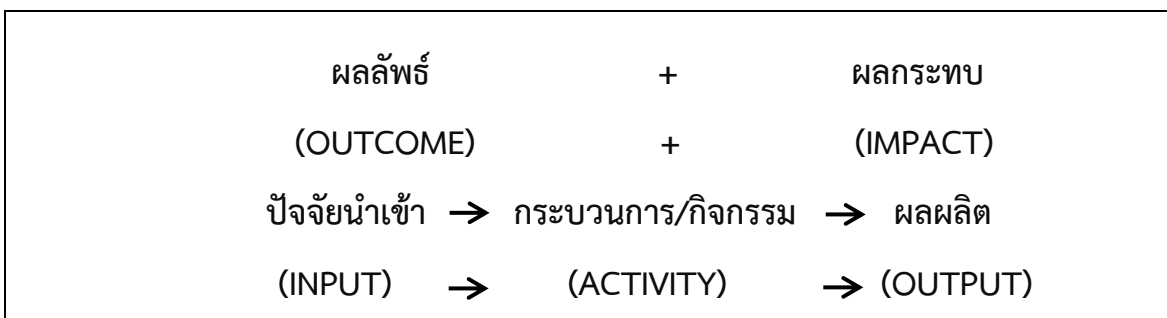 ผลลัพธ์ + ผลกระทบ
(OUTCOME) + (IMPACT)
ปัจจัยนำเข้า → กระบวนการ/กิจกรรม → ผลผลิต
(INPUT) → (ACTIVITY) → (OUTPUT)